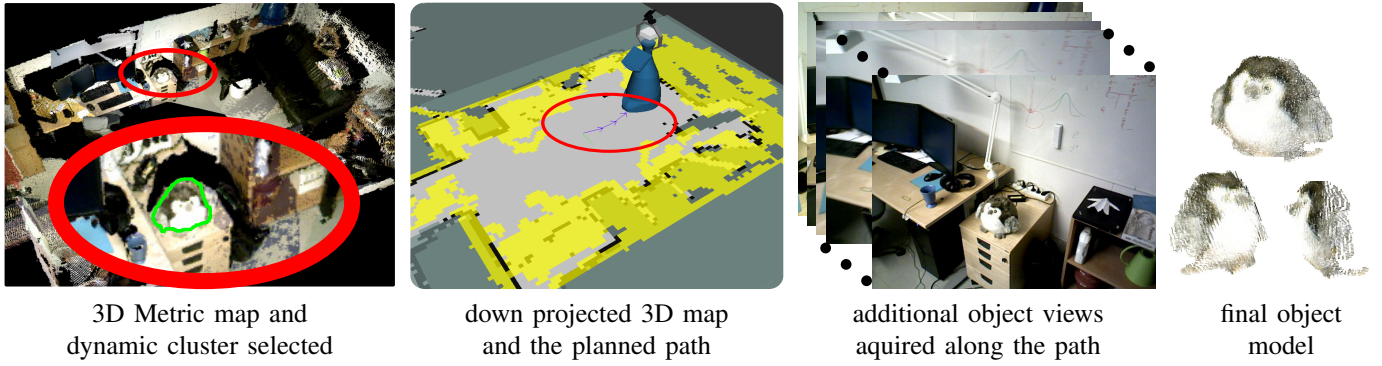 3D Metric map and
dynamic cluster selected
down projected 3D map
and the planned path
additional object views
aquired along the path
final object
model